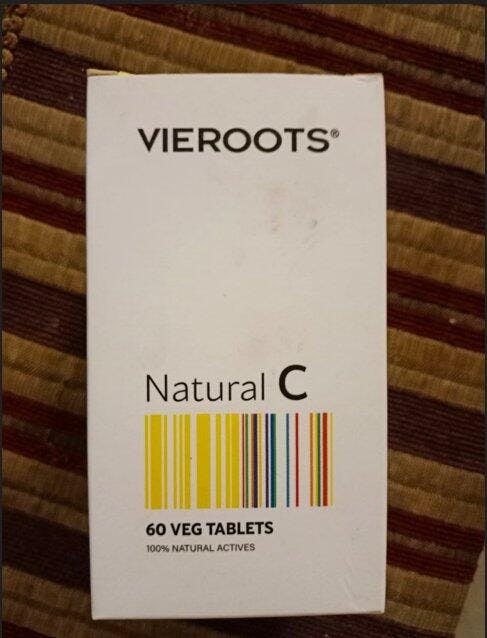 VIEROOTS®
Natural C
60 VEG TABLETS
100% NATURAL ACTIVES